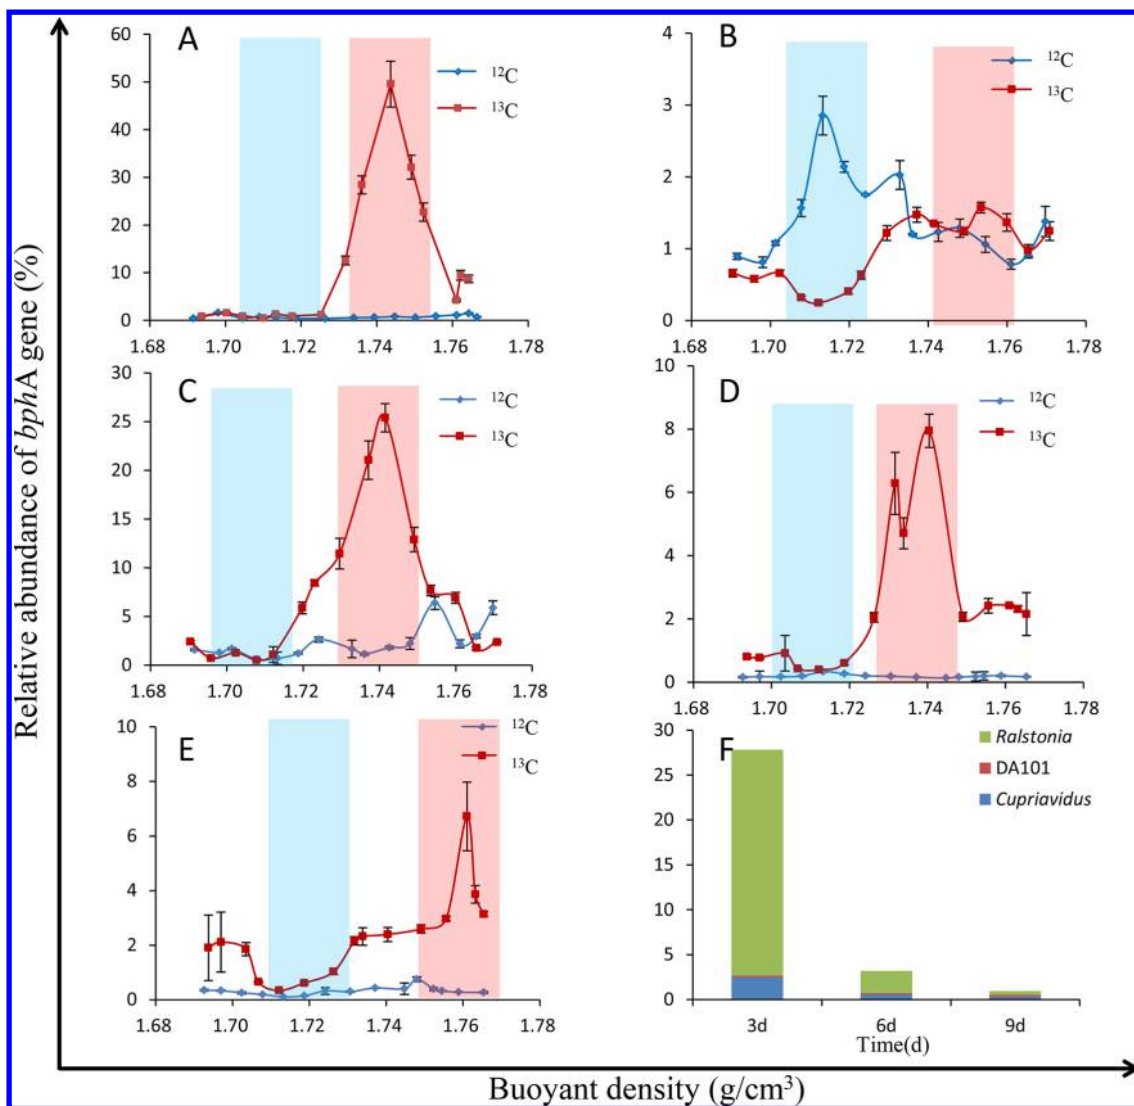 Relative abundance of bphA gene (%)
A
60
50
40
30
20
10
0
1.68 1.70 1.72 1.74 1.76 1.78
¹²C
¹³C
B
4
3
2
1
0
1.68 1.70 1.72 1.74 1.76 1.78
¹²C
¹³C
C
30
25
20
15
10
5
0
1.68 1.70 1.72 1.74 1.76 1.78
¹²C
¹³C
D
10
8
6
4
2
0
1.68 1.70 1.72 1.74 1.76 1.78
¹²C
¹³C
E
10
8
6
4
2
0
1.68 1.70 1.72 1.74 1.76 1.78
¹²C
¹³C
F
30
25
20
15
10
5
0
Ralstonia
DA101
Cupriavidus
3d 6d 9d
Time(d)
Buoyant density (g/cm³)